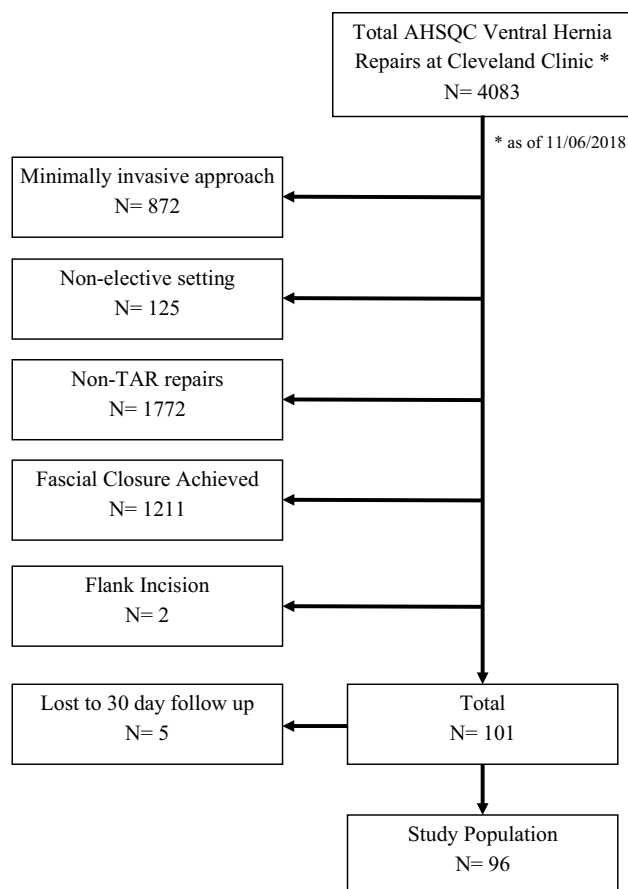 Total AHSQC Ventral Hernia
Repairs at Cleveland Clinic *
N= 4083
* as of 11/06/2018
Minimally invasive approach
N= 872
Non-elective setting
N= 125
Non-TAR repairs
N= 1772
Fascial Closure Achieved
N= 1211
Flank Incision
N= 2
Lost to 30 day follow up
N= 5
Total
N= 101
Study Population
N= 96